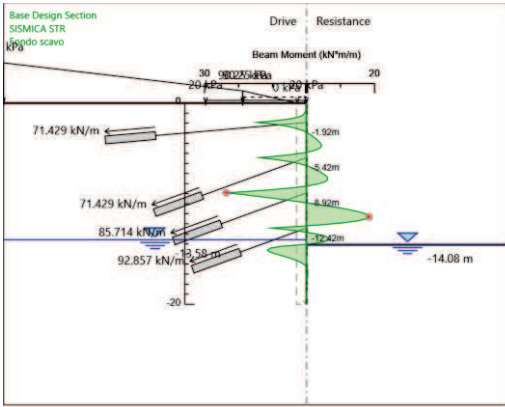 Base Design Section
SISMICA STR
Fondo scavo
Drive
Resistance
kPa
Beam Moment (kN*m/m)
30
20
20 kPa
0 kPa
20 kPa
0
71.429 kN/m
-1.92m
-5.42m
71.429 kN/m
-8.92m
85.714 kN/m
-12.42m
-13.58 m
92.857 kN/m
-14.08 m
-20